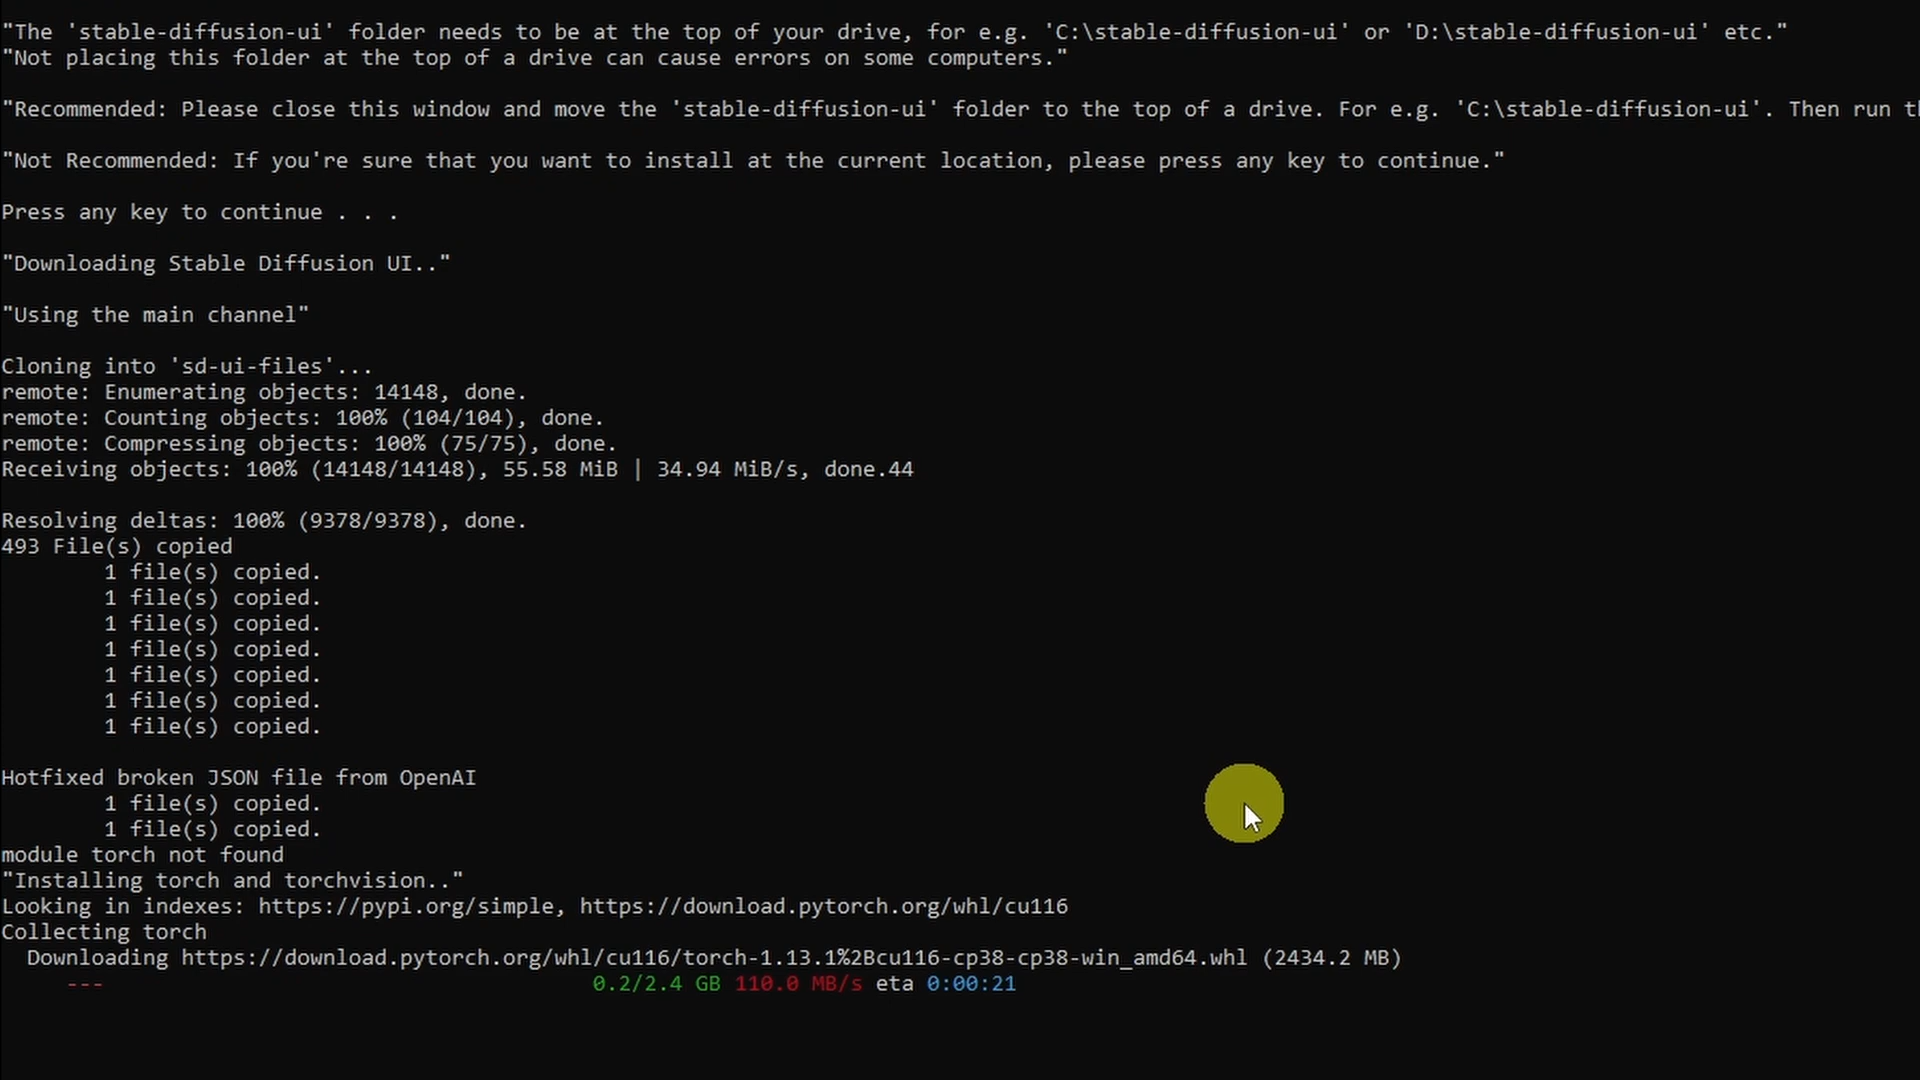 "The 'stable-diffusion-ui' folder needs to be at the top of your drive, for e.g. 'C:\stable-diffusion-ui' or 'D:\stable-diffusion-ui' etc."
"Not placing this folder at the top of a drive can cause errors on some computers."
"Recommended: Please close this window and move the 'stable-diffusion-ui' folder to the top of a drive. For e.g. 'C:\stable-diffusion-ui'. Then run
"Not Recommended: If you're sure that you want to install at the current location, please press any key to continue."
Press any key to continue . . .
"Downloading Stable Diffusion UI.."
"Using the main channel"
Cloning into 'sd-ui-files'...
remote: Enumerating objects: 14148, done.
remote: Counting objects: 100% (104/104), done.
remote: Compressing objects: 100% (75/75), done.
Receiving objects: 100% (14148/14148), 55.58 MiB | 34.94 MiB/s, done.44
Resolving deltas: 100% (9378/9378), done.
493 File(s) copied
1 file(s) copied.
1 file(s) copied.
1 file(s) copied.
1 file(s) copied.
1 file(s) copied.
1 file(s) copied.
1 file(s) copied.
Hotfixed broken JSON file from OpenAI
1 file(s) copied.
1 file(s) copied.
module torch not found
"Installing torch and torchvision.."
Looking in indexes: https://pypi.org/simple, https://download.pytorch.org/whl/cu116
Collecting torch
Downloading https://download.pytorch.org/whl/cu116/torch-1.13.1%2Bcu116-cp38-cp38-win_amd64.whl (2434.2 MB)
--- 0.2/2.4 GB 110.0 MB/s eta 0:00:21